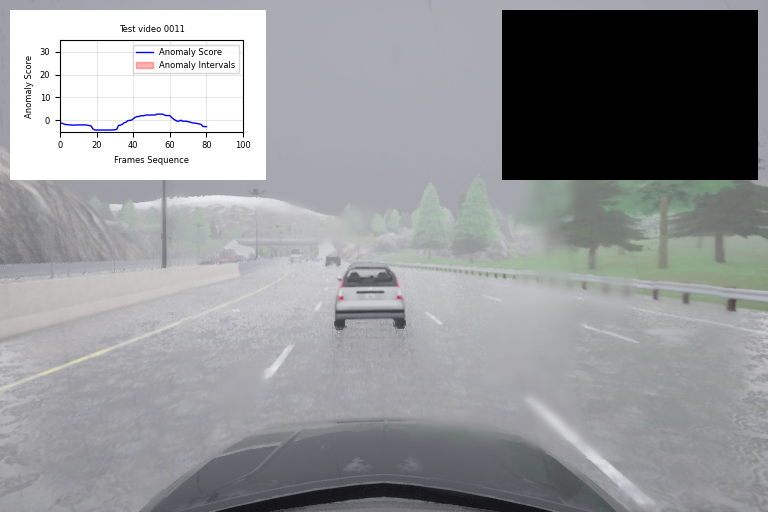 Test video 0011
Anomaly Score
30
20
10
0
Anomaly Score
Anomaly Intervals
0 20 40 60 80 100
Frames Sequence